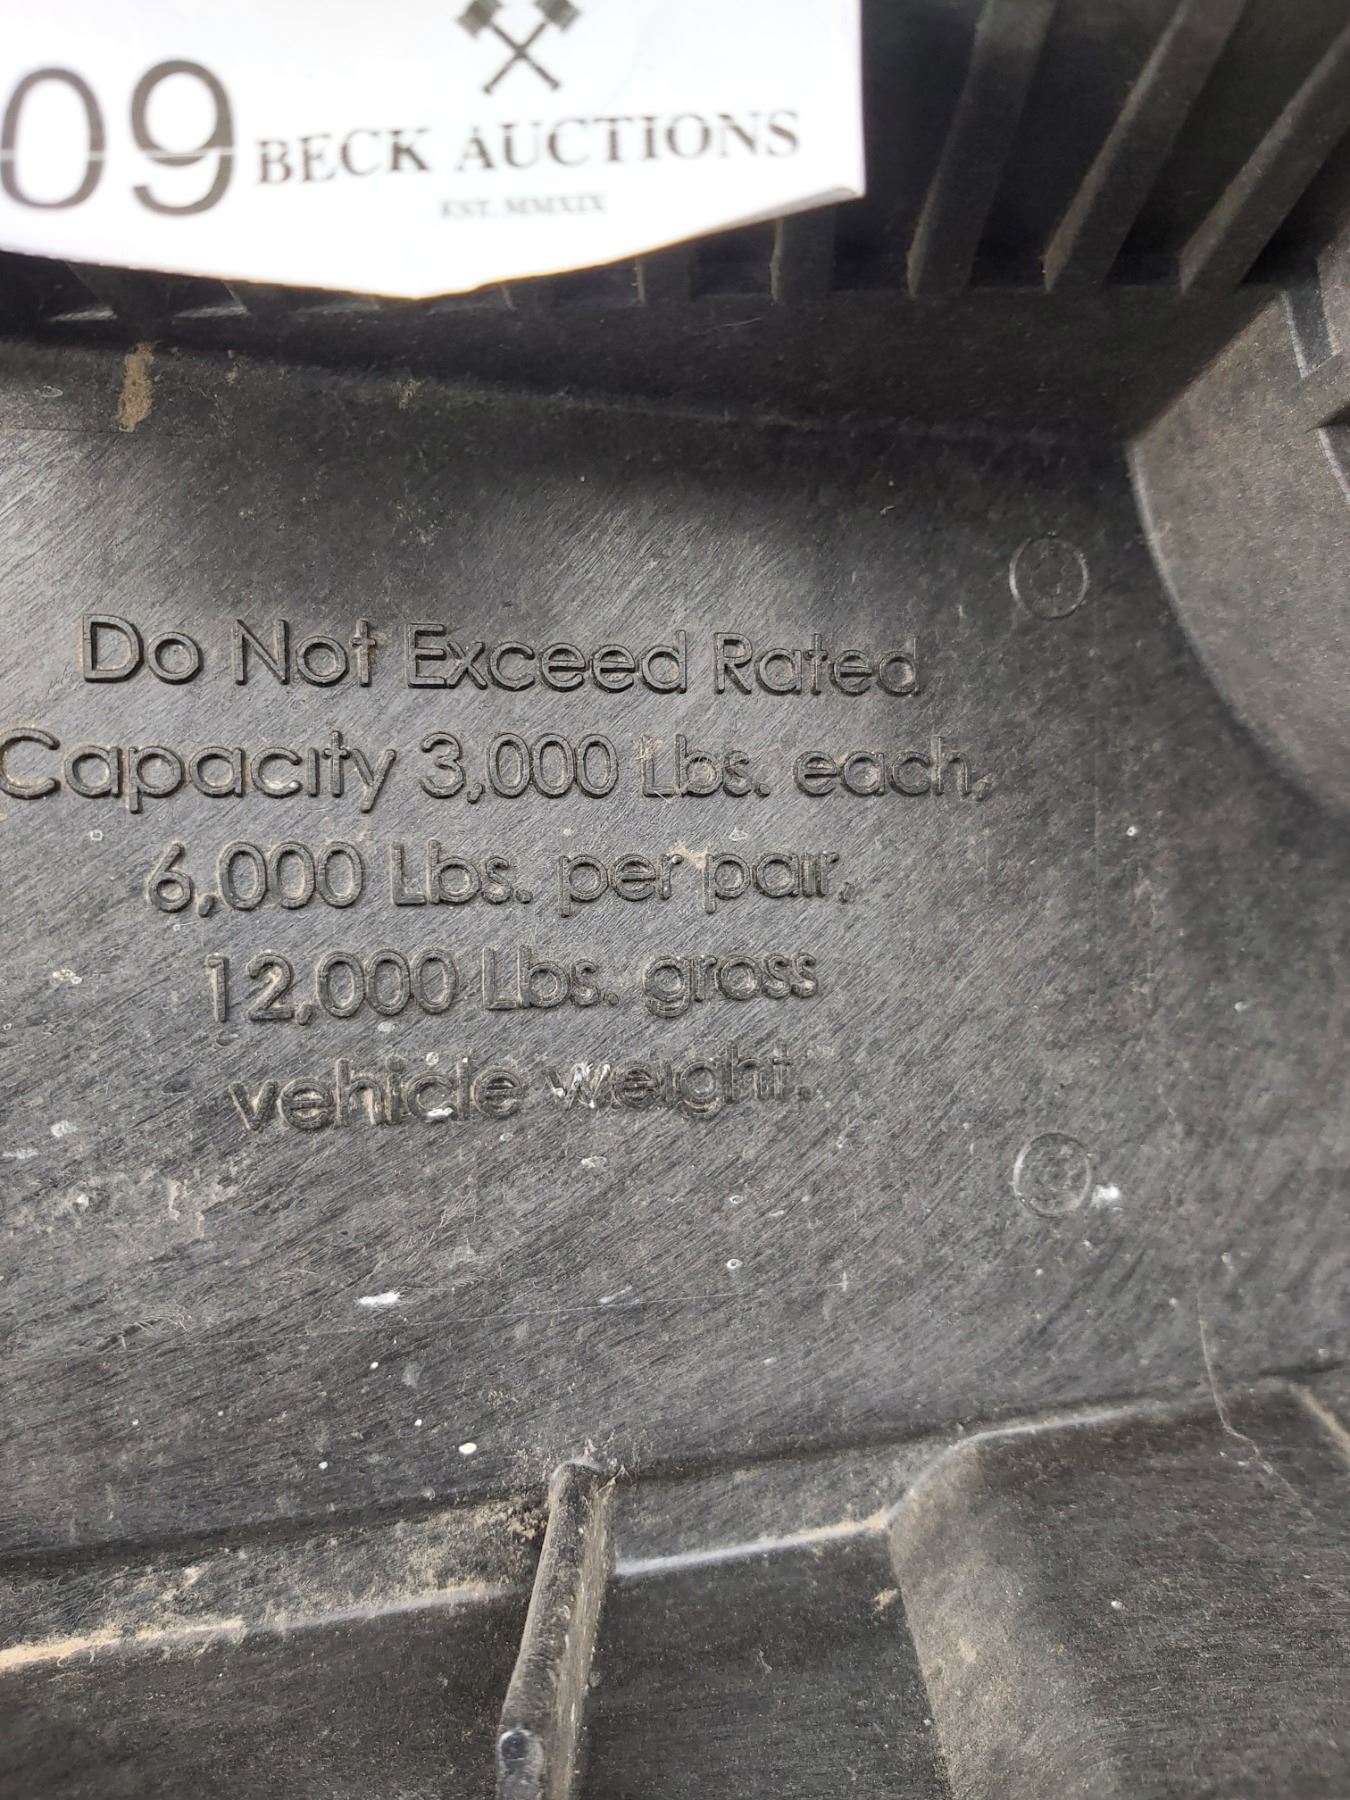 09
BECK AUCTIONS
EST. MMXIX
Do Not Exceed Rated
Capacity 3,000 Lbs. each,
6,000 Lbs. per pair,
12,000 Lbs. gross
vehicle weight.